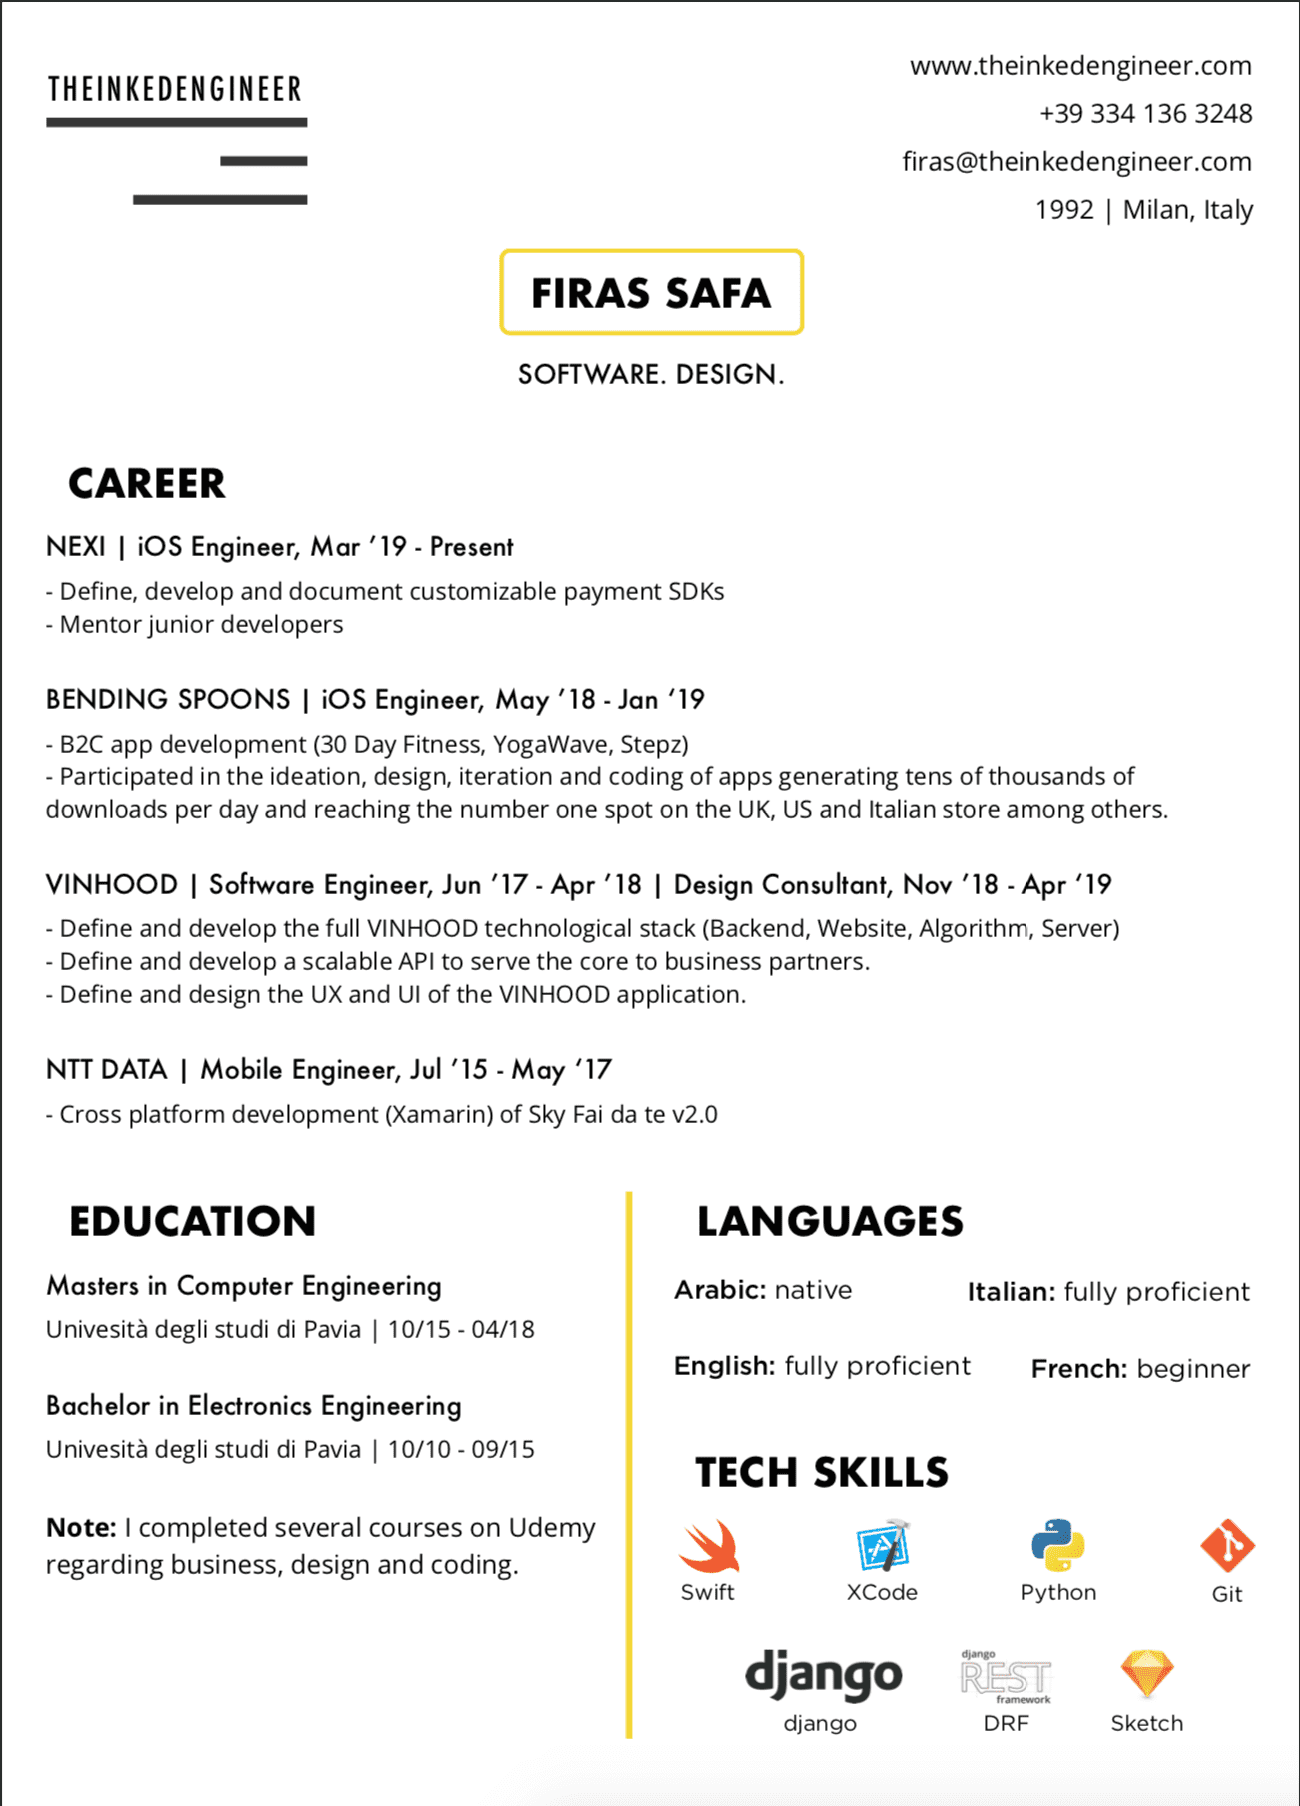 THEINKEDENGINEER
www.theinkedengineer.com
+39 334 136 3248
firas@theinkedengineer.com
1992 | Milan, Italy
FIRAS SAFA
SOFTWARE. DESIGN.
CAREER
NEXI | iOS Engineer, Mar ’19 - Present
- Define, develop and document customizable payment SDKs
- Mentor junior developers
BENDING SPOONS | iOS Engineer, May ’18 - Jan ‘19
- B2C app development (30 Day Fitness, YogaWave, Stepz)
- Participated in the ideation, design, iteration and coding of apps generating tens of thousands of
downloads per day and reaching the number one spot on the UK, US and Italian store among others.
VINHOOD | Software Engineer, Jun ’17 - Apr ’18 | Design Consultant, Nov ’18 - Apr ‘19
- Define and develop the full VINHOOD technological stack (Backend, Website, Algorithm, Server)
- Define and develop a scalable API to serve the core to business partners.
- Define and design the UX and UI of the VINHOOD application.
NTT DATA | Mobile Engineer, Jul ’15 - May ‘17
- Cross platform development (Xamarin) of Sky Fai da te v2.0
EDUCATION
Masters in Computer Engineering
Univesità degli studi di Pavia | 10/15 - 04/18
Bachelor in Electronics Engineering
Univesità degli studi di Pavia | 10/10 - 09/15
Note: I completed several courses on Udemy
regarding business, design and coding.
LANGUAGES
Arabic: native
Italian: fully proficient
English: fully proficient
French: beginner
TECH SKILLS
Swift
XCode
Python
Git
django
django
django
REST
framework
DRF
Sketch